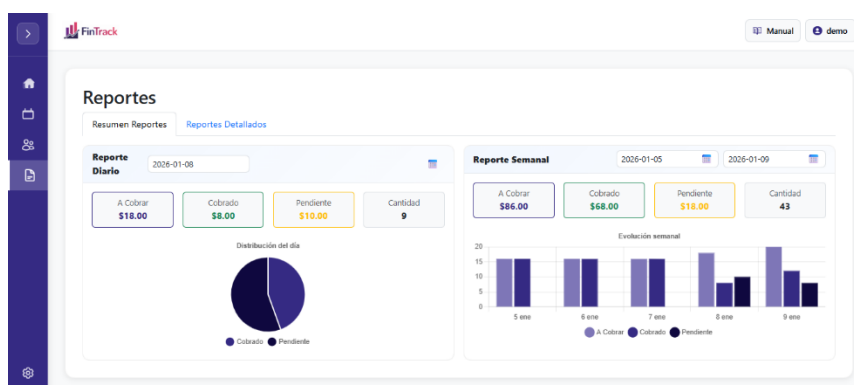 FinTrack
Manual
demo
Reportes
Resumen Reportes
Reportes Detallados
Reporte
Diario
2026-01-08
A Cobrar
$18.00
Cobrado
$8.00
Pendiente
$10.00
Cantidad
9
Distribución del día
Cobrado
Pendiente
Reporte Semanal
2026-01-05
2026-01-09
A Cobrar
$86.00
Cobrado
$68.00
Pendiente
$18.00
Cantidad
43
Evolución semanal
20
15
10
5
0
5 ene
6 ene
7 ene
8 ene
9 ene
A Cobrar
Cobrado
Pendiente